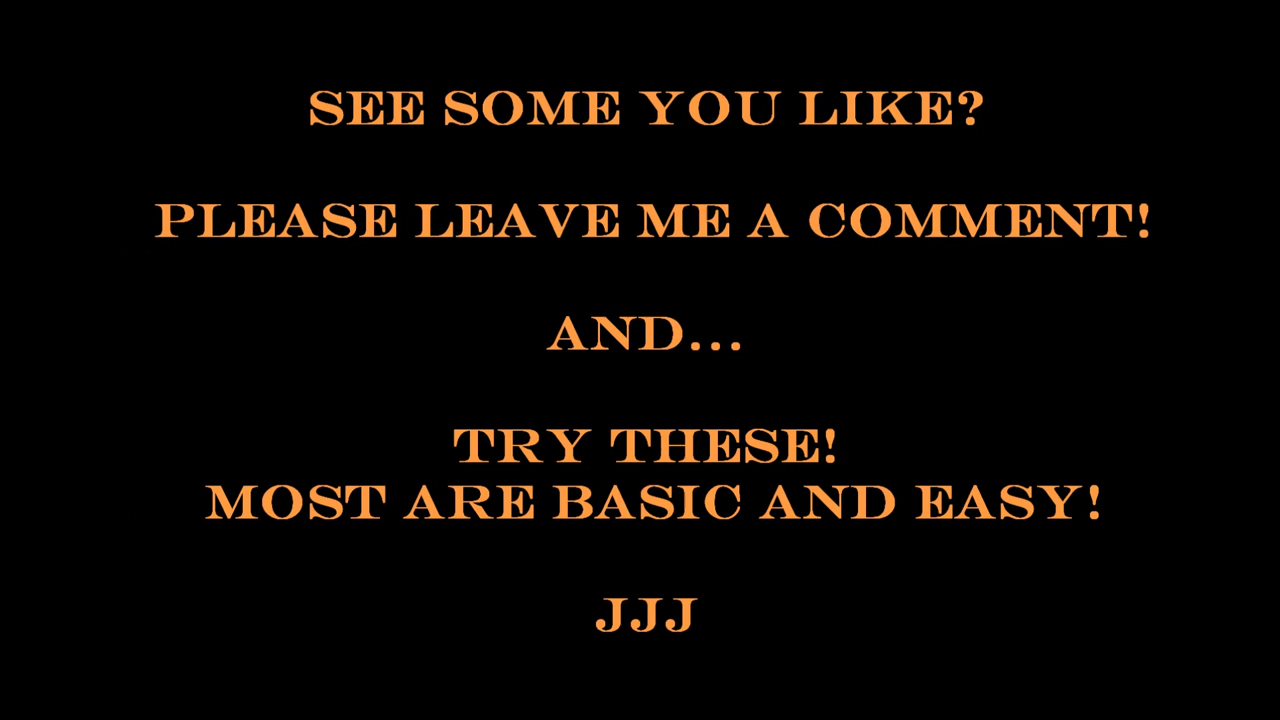 SEE SOME YOU LIKE?
PLEASE LEAVE ME A COMMENT!
AND...
TRY THESE!
MOST ARE BASIC AND EASY!
JJJ